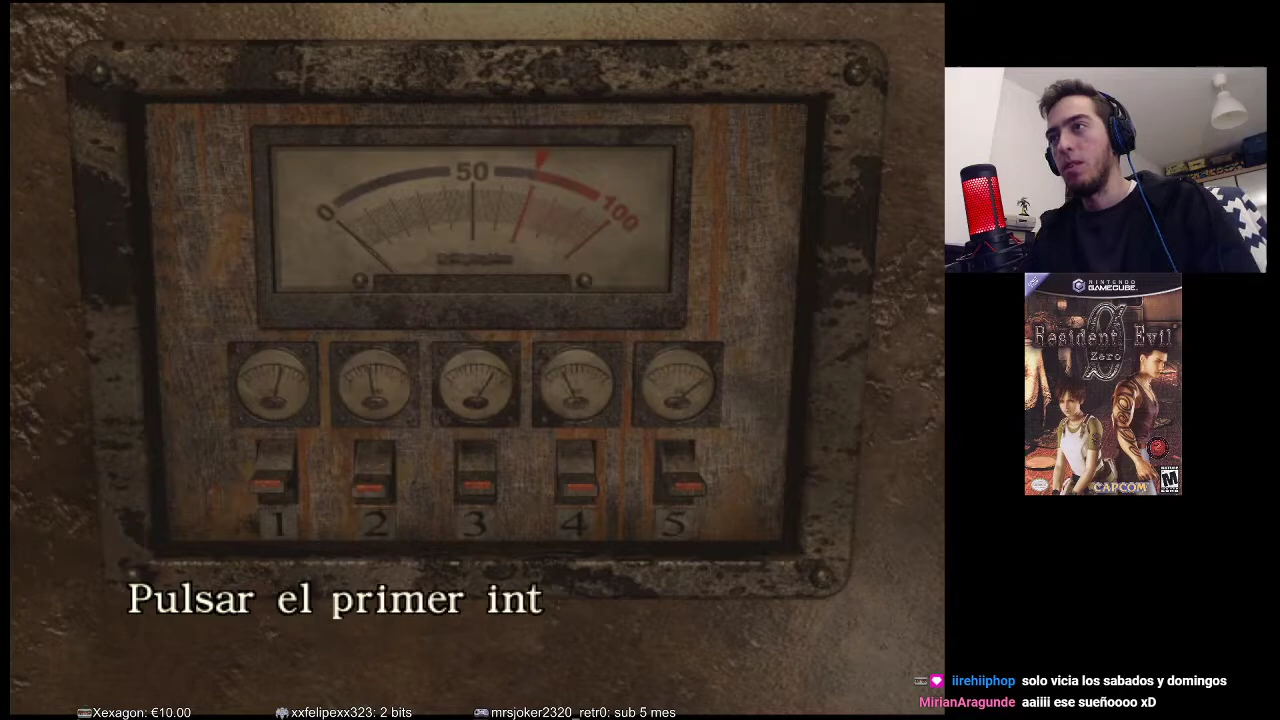 0
50
100
1
2
3
4
5
Pulsar el primer int
NINTENDO
GAMECUBE
Resident Evil
Zero
CAPCOM
M
iirehiiphop solo vicia los sabados y domingos
MirianAragunde aaiiii ese sueñoooo xD
Xexagon: €10.00
xxfelipexx323: 2 bits
mrsjoker2320_retr0: sub 5 mes